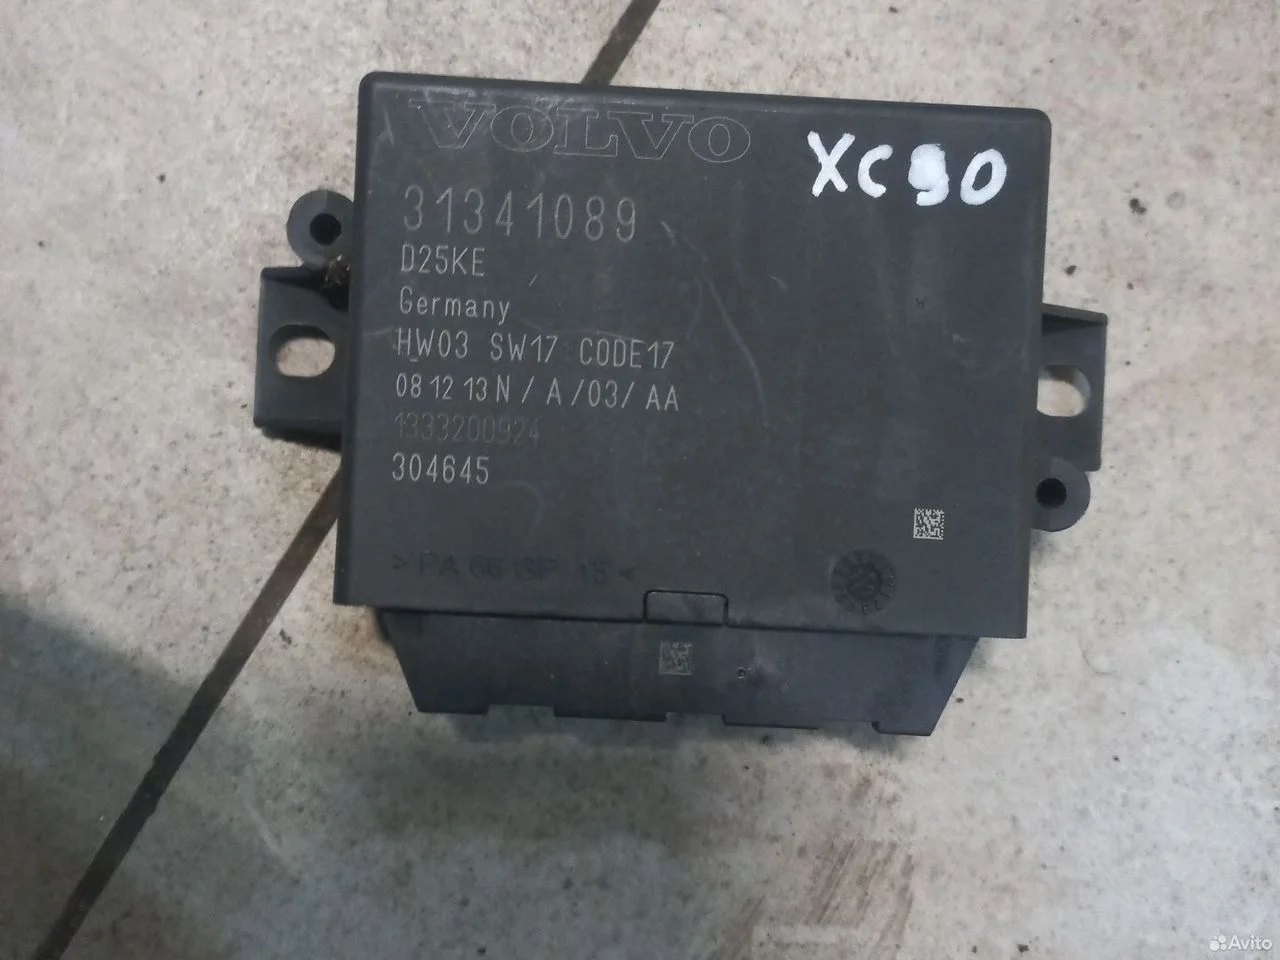 VOLVO
XC90
31341089
D25KE
Germany
HW03 SW17 CODE17
08 12 13 N / A /03/ AA
1333200924
304645
>PA 66 GF 15<
Avito